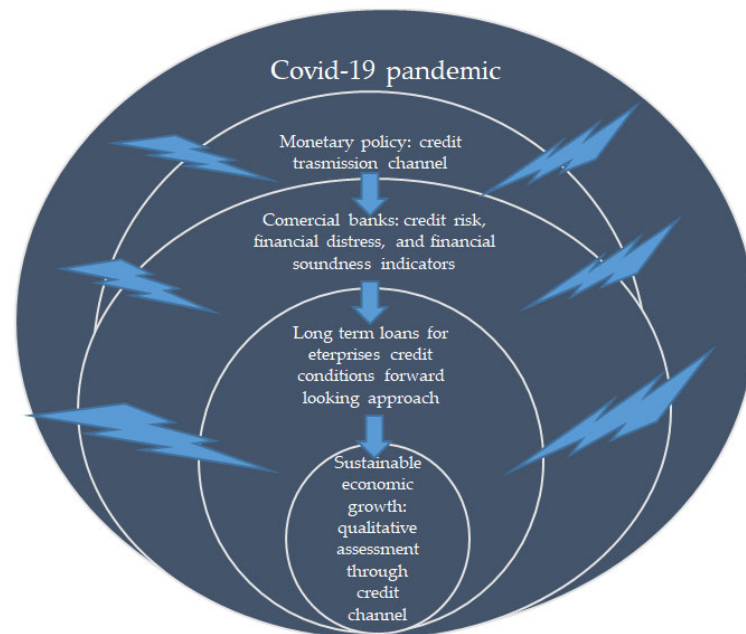 Covid-19 pandemic
Monetary policy: credit
trasmission channel
Comercial banks: credit risk,
financial distress, and financial
soundness indicators
Long term loans for
eterprises credit
conditions forward
looking approach
Sustainable
economic
growth:
qualitative
assessment
through
credit
channel